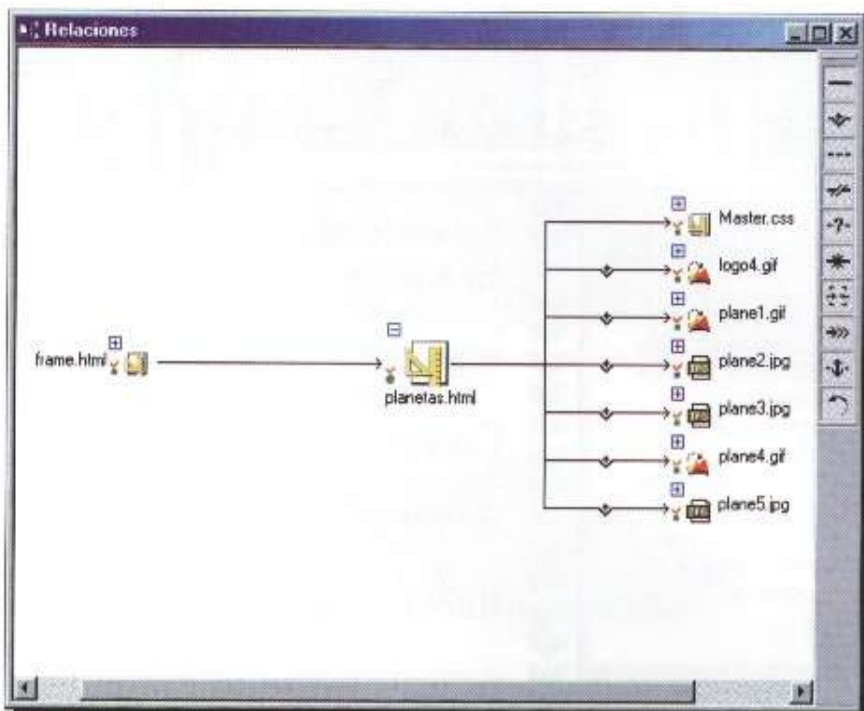 Relaciones
Master.css
logo4.gif
plane1.gif
frame.html
planetas.html
plane2.jpg
plane3.jpg
plane4.gif
plane5.jpg